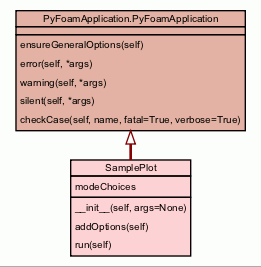 PyFoamApplication.PyFoamApplication
ensureGeneralOptions(self)
error(self, *args)
warning(self, *args)
silent(self, *args)
checkCase(self, name, fatal=True, verbose=True)
SamplePlot
modeChoices
__init__(self, args=None)
addOptions(self)
run(self)